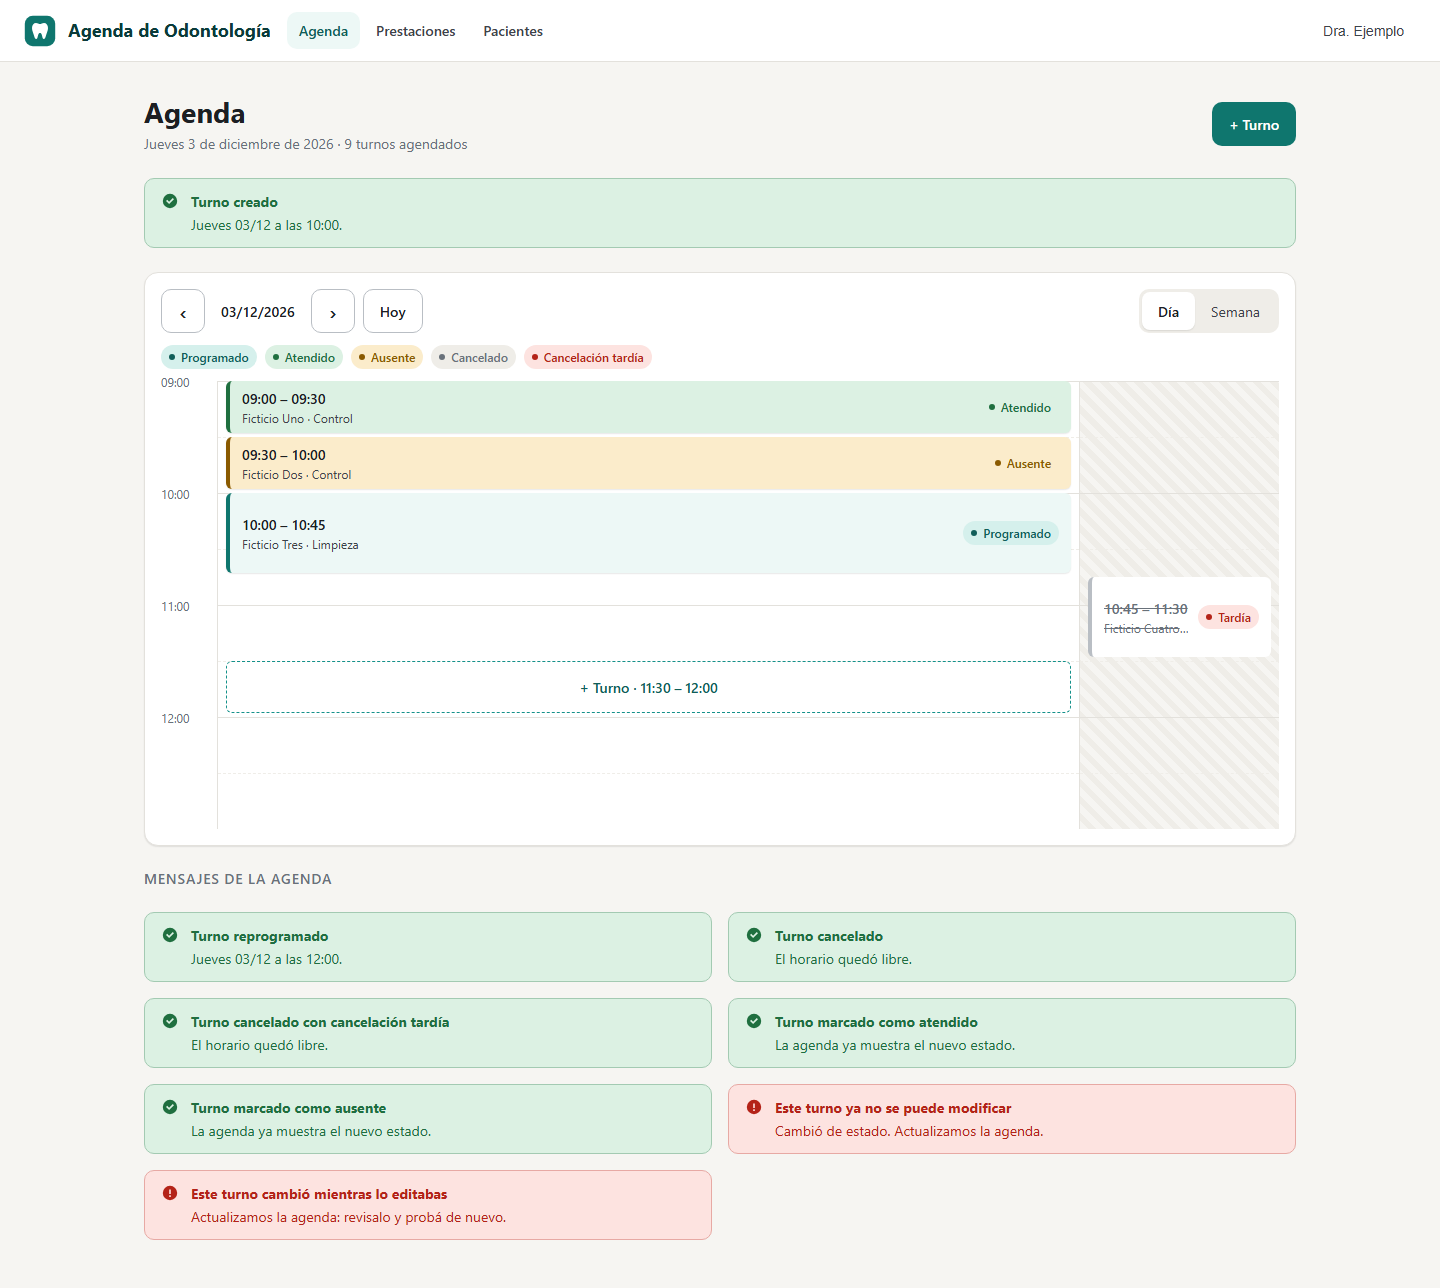 Agenda de Odontología
Agenda
Prestaciones
Pacientes
Dra. Ejemplo
Agenda
Jueves 3 de diciembre de 2026 · 9 turnos agendados
+ Turno
Turno creado
Jueves 03/12 a las 10:00.
‹
03/12/2026
›
Hoy
Día
Semana
Programado
Atendido
Ausente
Cancelado
Cancelación tardía
09:00
09:00 – 09:30
Ficticio Uno · Control
Atendido
09:30 – 10:00
Ficticio Dos · Control
Ausente
10:00
10:00 – 10:45
Ficticio Tres · Limpieza
Programado
10:45 – 11:30
Ficticio Cuatro...
Tardía
11:00
+ Turno · 11:30 – 12:00
12:00
MENSAJES DE LA AGENDA
Turno reprogramado
Jueves 03/12 a las 12:00.
Turno cancelado
El horario quedó libre.
Turno cancelado con cancelación tardía
El horario quedó libre.
Turno marcado como atendido
La agenda ya muestra el nuevo estado.
Turno marcado como ausente
La agenda ya muestra el nuevo estado.
Este turno ya no se puede modificar
Cambió de estado. Actualizamos la agenda.
Este turno cambió mientras lo editabas
Actualizamos la agenda: revisalo y probá de nuevo.